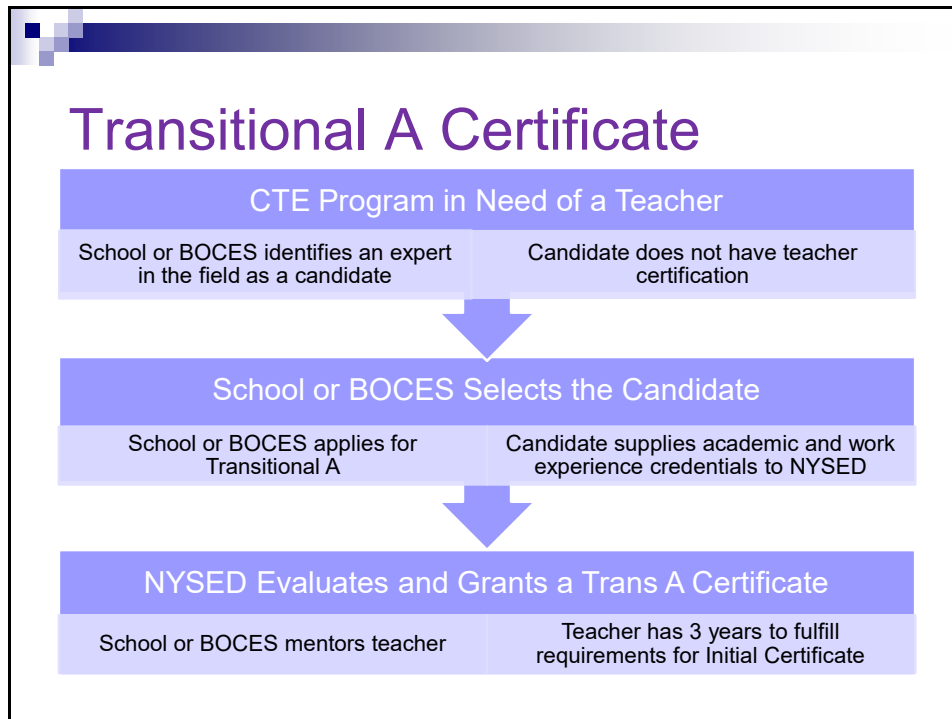 Transitional A Certificate
CTE Program in Need of a Teacher
School or BOCES identifies an expert
in the field as a candidate
Candidate does not have teacher
certification
School or BOCES Selects the Candidate
School or BOCES applies for
Transitional A
Candidate supplies academic and work
experience credentials to NYSED
NYSED Evaluates and Grants a Trans A Certificate
School or BOCES mentors teacher
Teacher has 3 years to fulfill
requirements for Initial Certificate